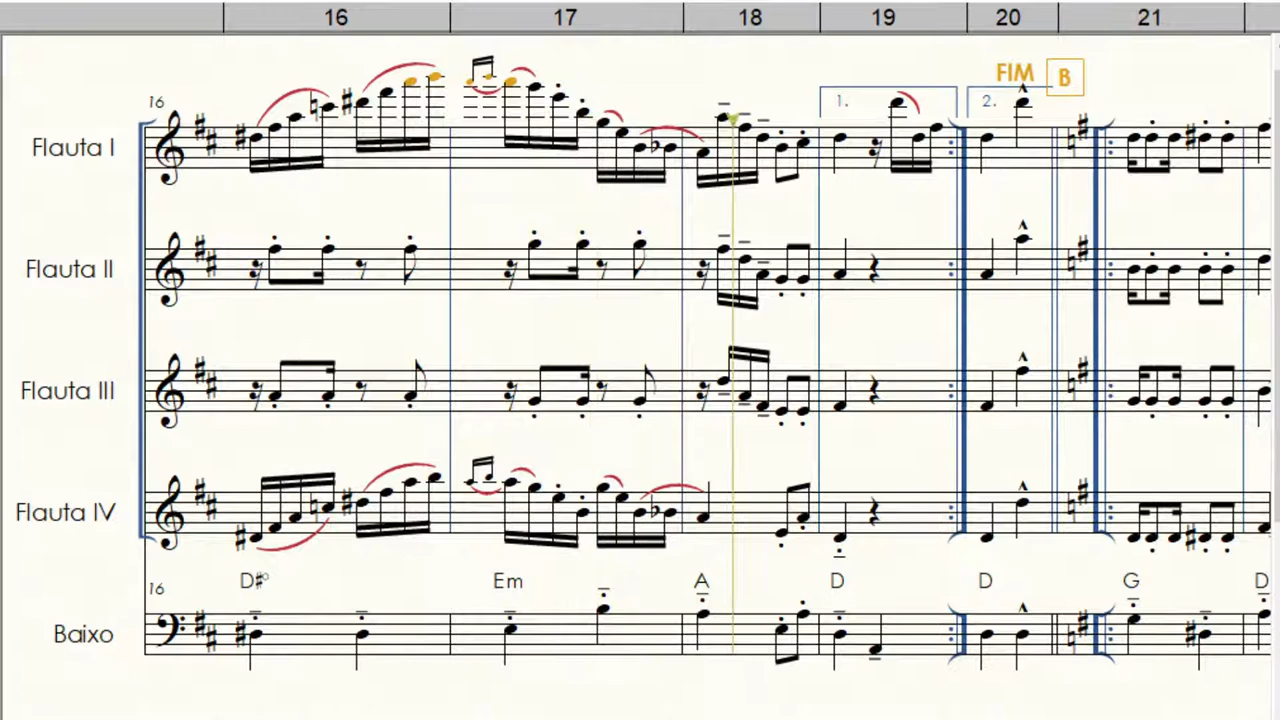 16 17 18 19 20 21
FIM B
16 1. 2.
Flauta I
Flauta II
Flauta III
Flauta IV
D#° Em A D D G D
16
Baixo